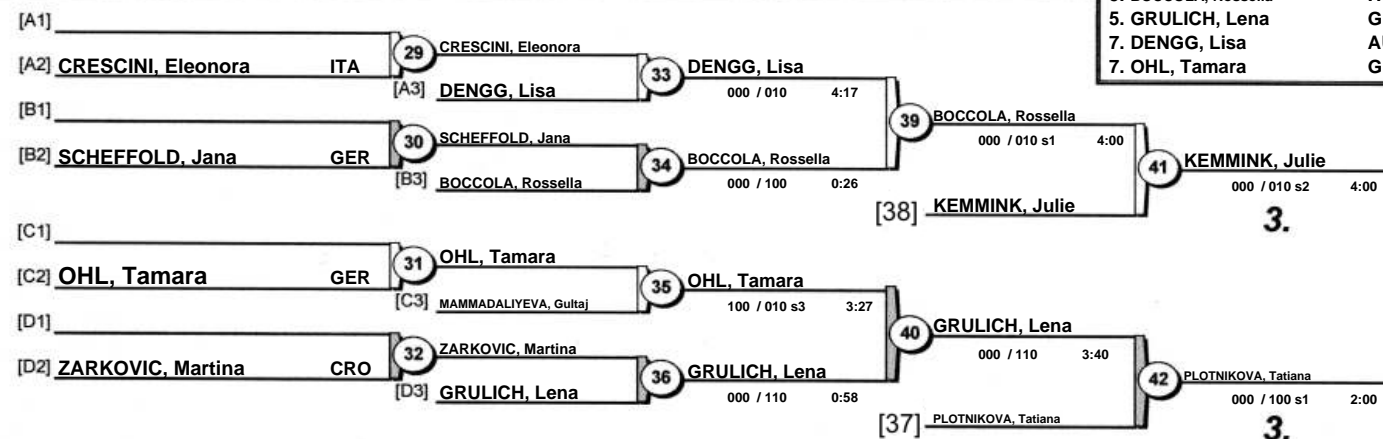 5. GRULICH, Lena G
7. DENGG, Lisa AU
7. OHL, Tamara G
[A1]
[A2] CRESCINI, Eleonora ITA
29
CRESCINI, Eleonora
[A3] DENGG, Lisa
33
DENGG, Lisa
000 / 010 4:17
[B1]
[B2] SCHEFFOLD, Jana GER
30
SCHEFFOLD, Jana
[B3] BOCCOLA, Rossella
34
BOCCOLA, Rossella
000 / 100 0:26
39
BOCCOLA, Rossella
000 / 010 s1 4:00
[38] KEMMINK, Julie
41
KEMMINK, Julie
000 / 010 s2 4:00
3.
[C1]
[C2] OHL, Tamara GER
31
OHL, Tamara
[C3] MAMMADALIYEVA, Gultaj
35
OHL, Tamara
100 / 010 s3 3:27
[D1]
[D2] ZARKOVIC, Martina CRO
32
ZARKOVIC, Martina
[D3] GRULICH, Lena
36
GRULICH, Lena
000 / 110 0:58
40
GRULICH, Lena
000 / 110 3:40
[37] PLOTNIKOVA, Tatiana
42
PLOTNIKOVA, Tatiana
000 / 100 s1 2:00
3.